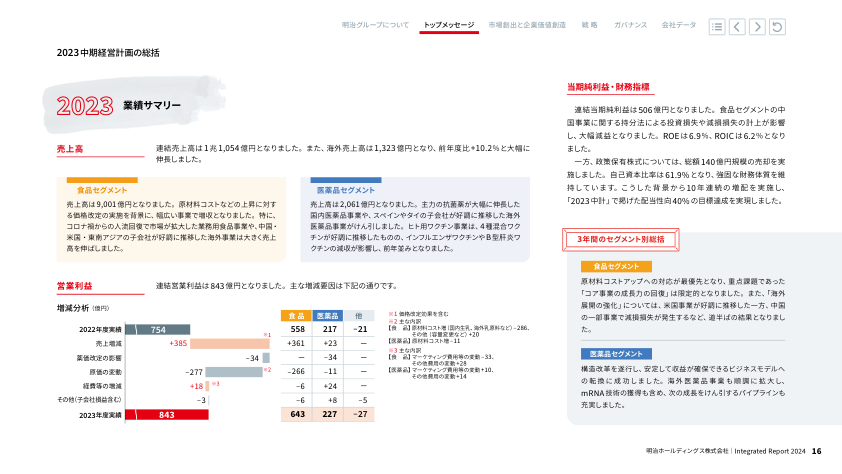 明治グループについて トップメッセージ 市場創出と企業価値創造 戦 略 ガバナンス 会社データ
2023中期経営計画の総括
2023 業績サマリー
売上高
連結売上高は1兆1,054億円となりました。また、海外売上高は1,323億円となり、前年度比+10.2%と大幅に
伸長しました。
食品セグメント
売上高は9,001億円となりました。原材料コストなどの上昇に対す
る価格改定の実施を背景に、幅広い事業で増収となりました。特に、
コロナ禍からの人流回復で市場が拡大した業務用食品事業や、中国・
米国・東南アジアの子会社が好調に推移した海外事業は大きく売上
高を伸ばしました。
医薬品セグメント
売上高は2,061億円となりました。主力の抗菌薬が大幅に伸長した
国内医薬品事業や、スペインやタイの子会社が好調に推移した海外
医薬品事業がけん引しました。ヒト用ワクチン事業は、4種混合ワク
チンが好調に推移したものの、インフルエンザワクチンやB型肝炎ワ
クチンの減収が影響し、前年並みとなりました。
営業利益
連結営業利益は843億円となりました。主な増減要因は下記の通りです。
増減分析 (億円)
食 品 医薬品 他
2022年度実績 754 558 217 −21
売上増減 +385 ※1 +361 +23 —
薬価改定の影響 −34 — −34 —
原価の変動 −277 ※2 −266 −11 —
経費等の増減 +18 ※3 −6 +24 —
その他(子会社損益含む) −3 −6 +8 −5
2023年度実績 843 643 227 −27
※1 価格改定効果を含む
※2 主な内訳
【食 品】原材料コスト増(国内生乳、海外乳原料など)−286、
その他(容量変更など)+20
【医薬品】原材料コスト増−11
※3 主な内訳
【食 品】マーケティング費用等の変動−33、
その他費用の変動+28
【医薬品】マーケティング費用等の変動+10、
その他費用の変動+14
当期純利益・財務指標
連結当期純利益は506億円となりました。食品セグメントの中
国事業に関する持分法による投資損失や減損損失の計上が影響
し、大幅減益となりました。ROEは6.9%、ROICは6.2%となり
ました。
一方、政策保有株式については、総額140億円規模の売却を実
施しました。自己資本比率は61.9%となり、強固な財務体質を維
持しています。こうした背景から10年連続の増配を実施し、
「2023中計」で掲げた配当性向40%の目標達成を実現しました。
3年間のセグメント別総括
食品セグメント
原材料コストアップへの対応が最優先となり、重点課題であった
「コア事業の成長力の回復」は限定的となりました。また、「海外
展開の強化」については、米国事業が好調に推移した一方、中国
の一部事業で減損損失が発生するなど、道半ばの結果となりまし
た。
医薬品セグメント
構造改革を遂行し、安定して収益が確保できるビジネスモデルへ
の転換に成功しました。海外医薬品事業も順調に拡大し、
mRNA技術の獲得も含め、次の成長をけん引するパイプラインも
充実しました。
明治ホールディングス株式会社 | Integrated Report 2024 16